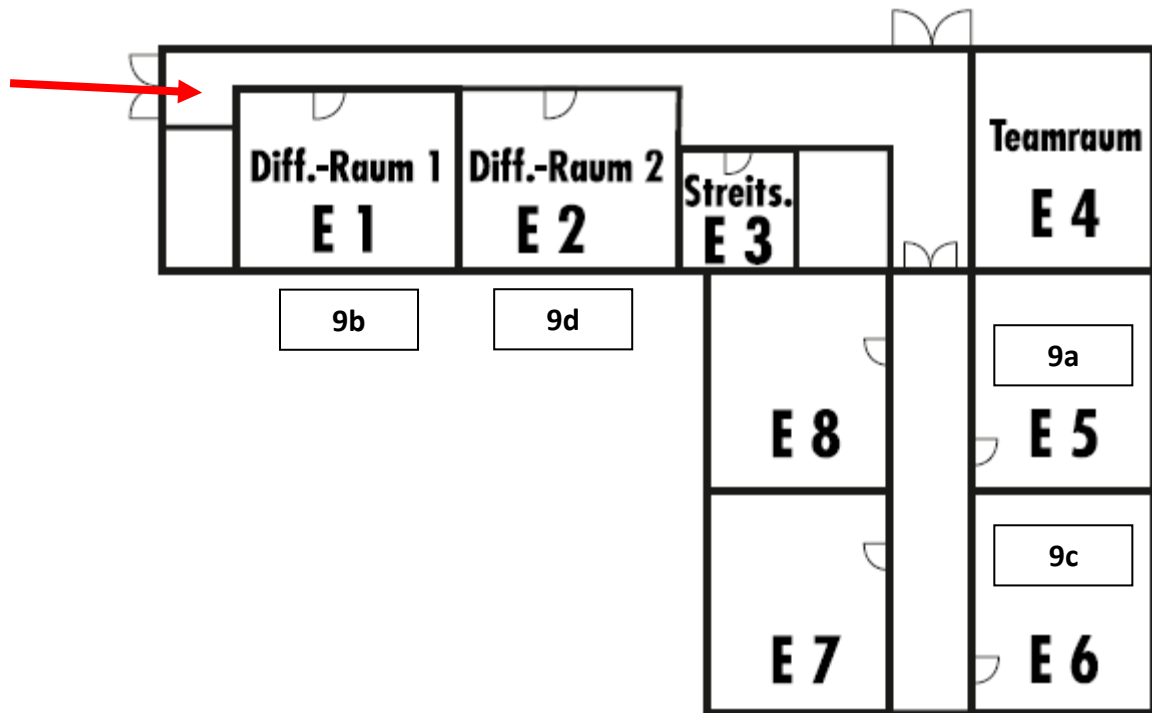 Diff.-Raum 1
E 1
Diff.-Raum 2
E 2
Streits.
E 3
Teamraum
E 4
9b
9d
9a
E 5
E 8
9c
E 6
E 7